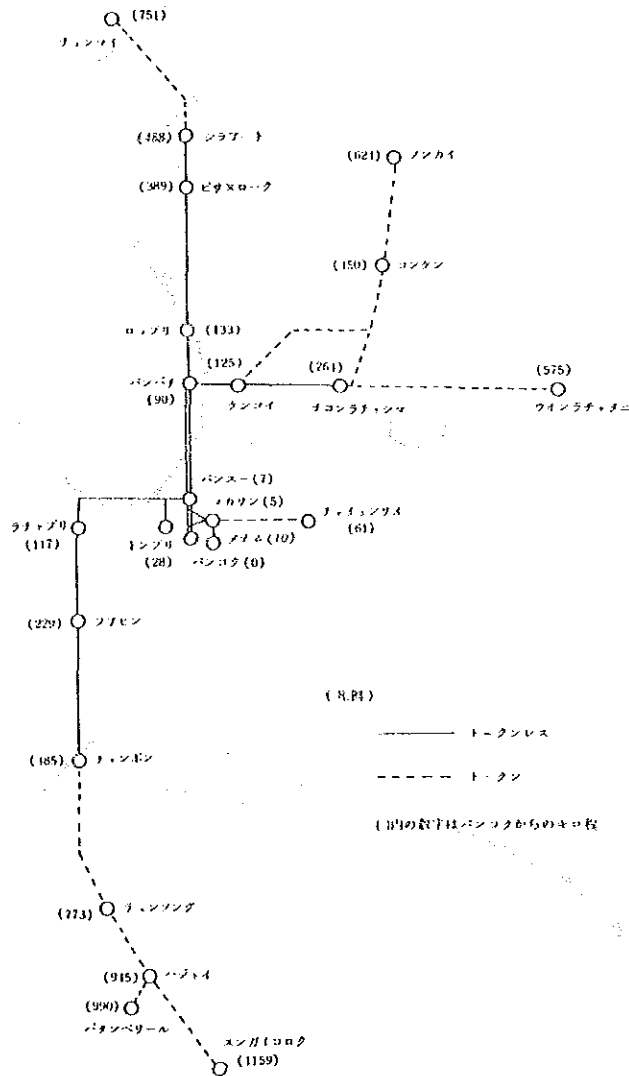 (751)
チェンマイ
(488) シラアート
(389) ピサヌローク
(621) ノンカイ
(450) コンケン
ロップリ (133)
(125)
(261)
(575)
バンパチ
(90)
ケンコイ
ナコンラチャシマ
ウボンラチャタニ
バンスー (7)
マカサン (5)
チャチェンサオ
(61)
ラチャブリ
(117)
トンブリ
(28)
メナム (10)
バンコク (0)
(229) フアヒン
(凡例)
トークンレス
(485) チュンポン
トークン
( )内の数字はバンコクからのキロ程
(773) チュンソング
(945) ハジャイ
(990)
パダンベザール
スンガイコロク
(1159)